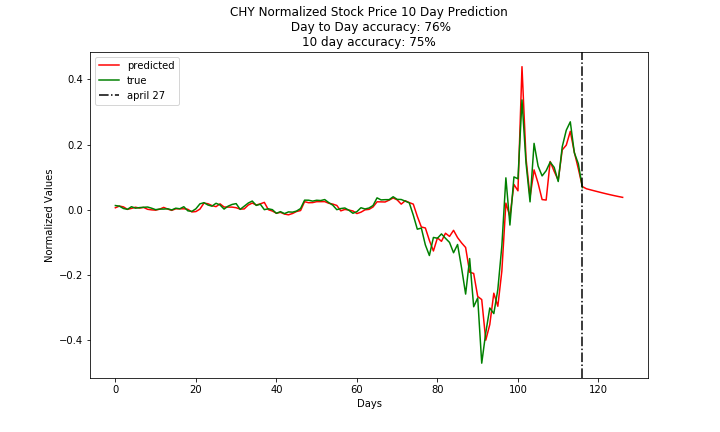 CHY Normalized Stock Price 10 Day Prediction
Day to Day accuracy: 76%
10 day accuracy: 75%
predicted
true
april 27
Normalized Values
0.4
0.2
0.0
−0.2
−0.4
0 20 40 60 80 100 120
Days